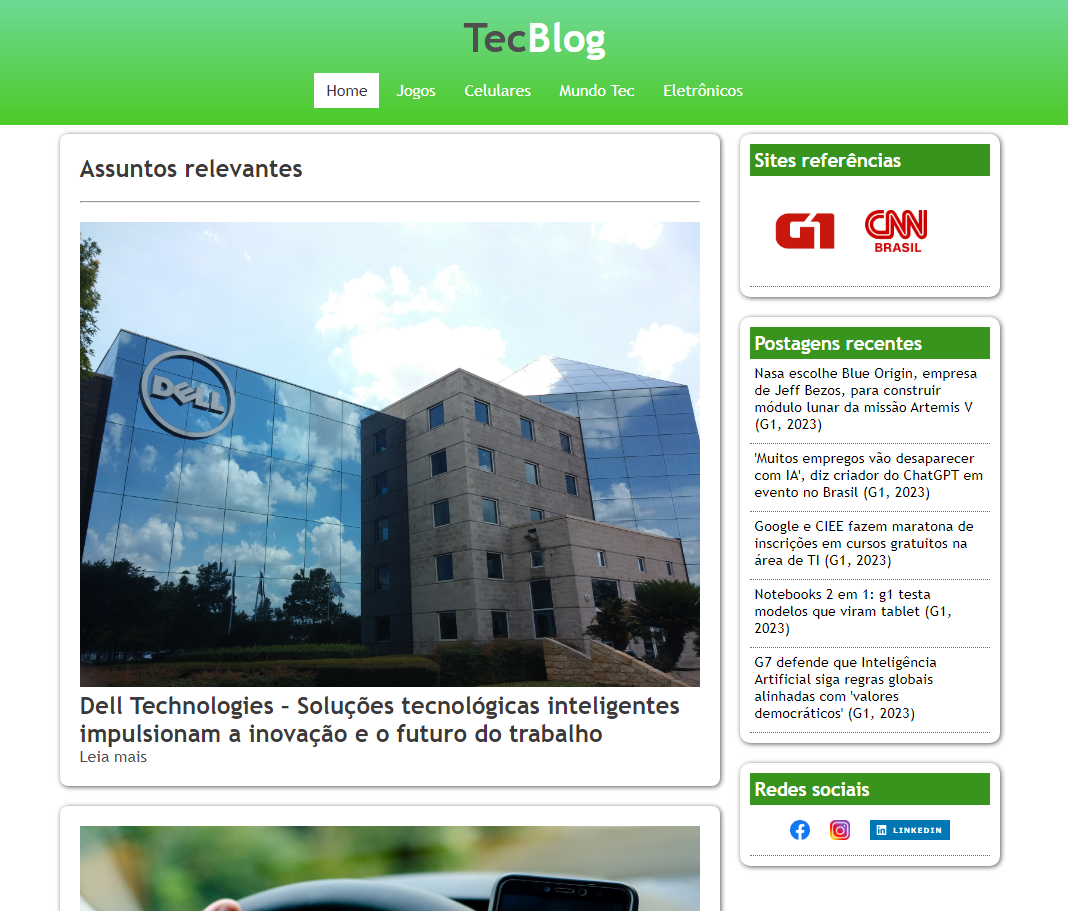 TecBlog
Home Jogos Celulares Mundo Tec Eletrônicos
Assuntos relevantes
DELL
Dell Technologies – Soluções tecnológicas inteligentes
impulsionam a inovação e o futuro do trabalho
Leia mais
Sites referências
G1 CNN
BRASIL
Postagens recentes
Nasa escolhe Blue Origin, empresa
de Jeff Bezos, para construir
módulo lunar da missão Artemis V
(G1, 2023)
'Muitos empregos vão desaparecer
com IA', diz criador do ChatGPT em
evento no Brasil (G1, 2023)
Google e CIEE fazem maratona de
inscrições em cursos gratuitos na
área de TI (G1, 2023)
Notebooks 2 em 1: g1 testa
modelos que viram tablet (G1,
2023)
G7 defende que Inteligência
Artificial siga regras globais
alinhadas com 'valores
democráticos' (G1, 2023)
Redes sociais
in LINKEDIN